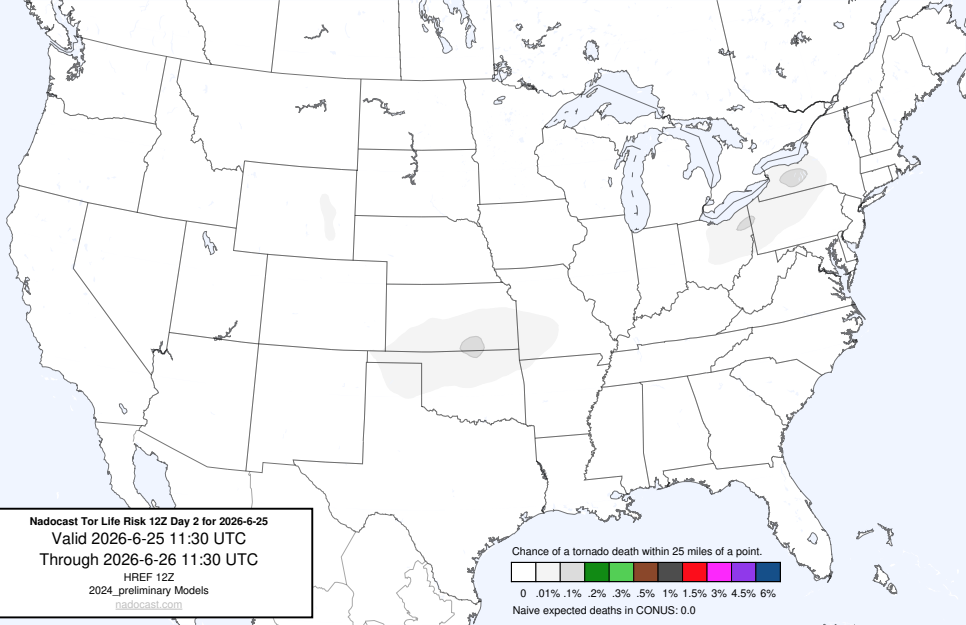 Nadocast Tor Life Risk 12Z Day 2 for 2026-6-25
Valid 2026-6-25 11:30 UTC
Through 2026-6-26 11:30 UTC
HREF 12Z
2024_preliminary Models
nadocast.com
Chance of a tornado death within 25 miles of a point.
0 .01% .1% .2% .3% .5% 1% 1.5% 3% 4.5% 6%
Naive expected deaths in CONUS: 0.0